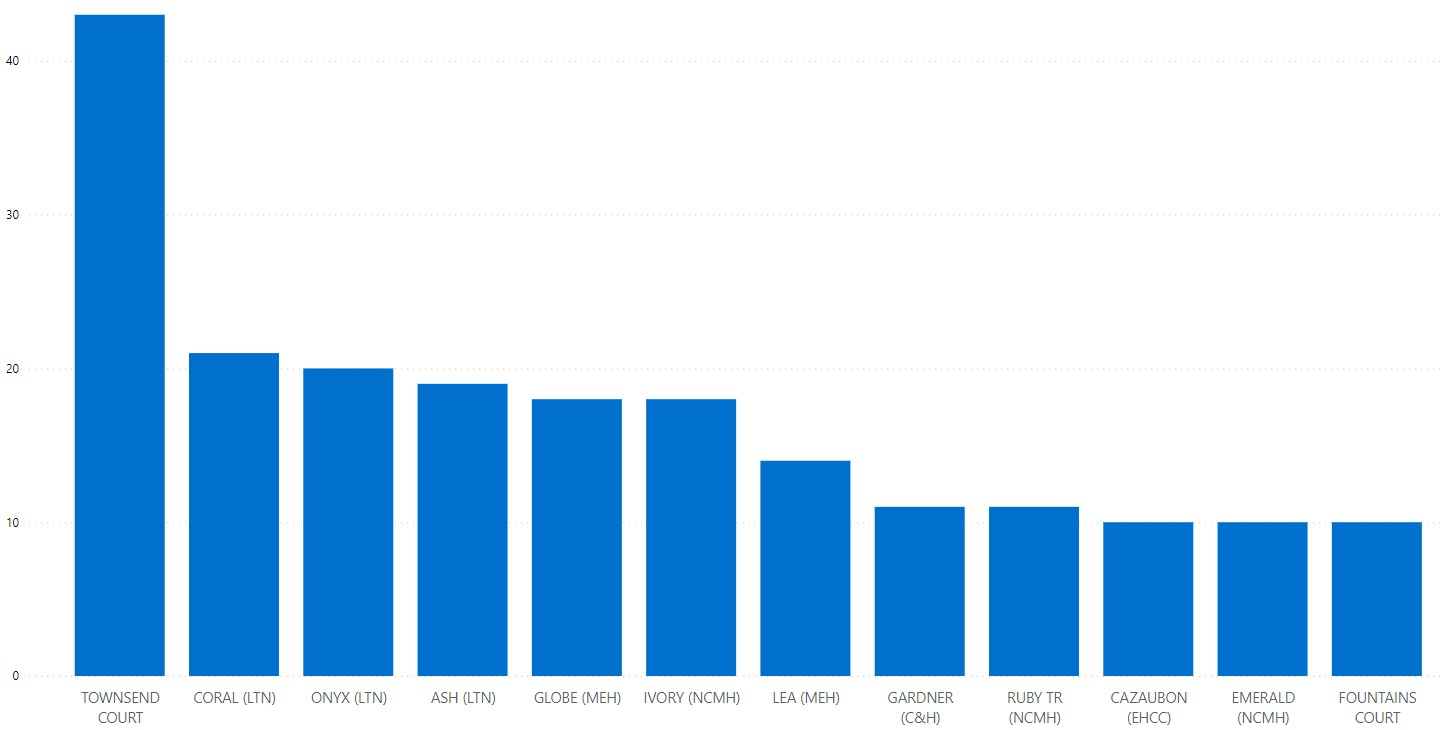 40
30
20
10
0
TOWNSEND
COURT
CORAL (LTN)
ONYX (LTN)
ASH (LTN)
GLOBE (MEH)
IVORY (NCMH)
LEA (MEH)
GARDNER
(C&H)
RUBY TR
(NCMH)
CAZAUBON
(EHCC)
EMERALD
(NCMH)
FOUNTAINS
COURT